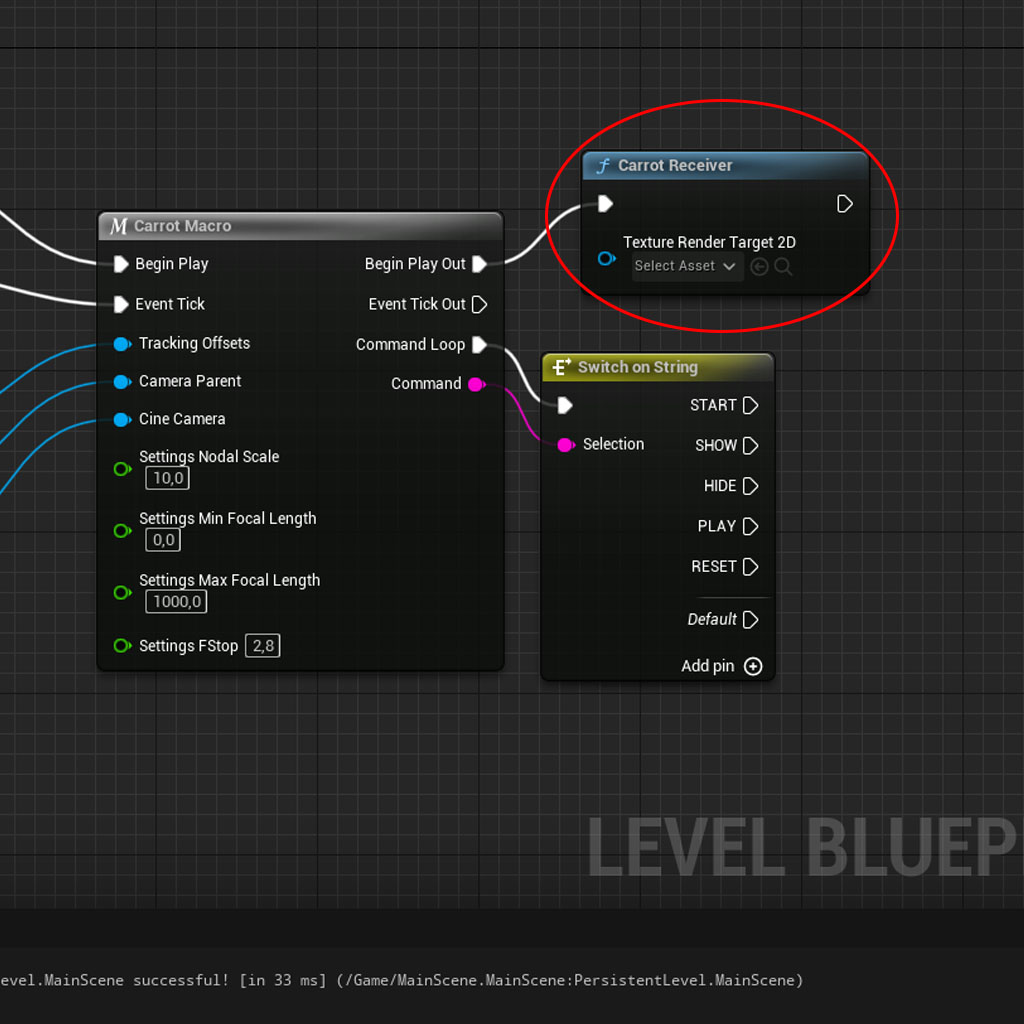 Carrot Receiver
Texture Render Target 2D
Select Asset
M Carrot Macro
Begin Play
Begin Play Out
Event Tick
Event Tick Out
Tracking Offsets
Command Loop
Camera Parent
Command
Cine Camera
Settings Nodal Scale
10,0
Settings Min Focal Length
0,0
Settings Max Focal Length
1000,0
Settings FStop 2,8
Switch on String
START
Selection
SHOW
HIDE
PLAY
RESET
Default
Add pin
LEVEL BLUEP
evel.MainScene successful! [in 33 ms] (/Game/MainScene.MainScene:PersistentLevel.MainScene)